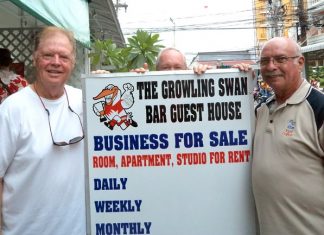 THE GROWLING SWAN
BAR GUEST HOUSE
BUSINESS FOR SALE
ROOM, APARTMENT, STUDIO FOR RENT
DAILY
WEEKLY
MONTHLY